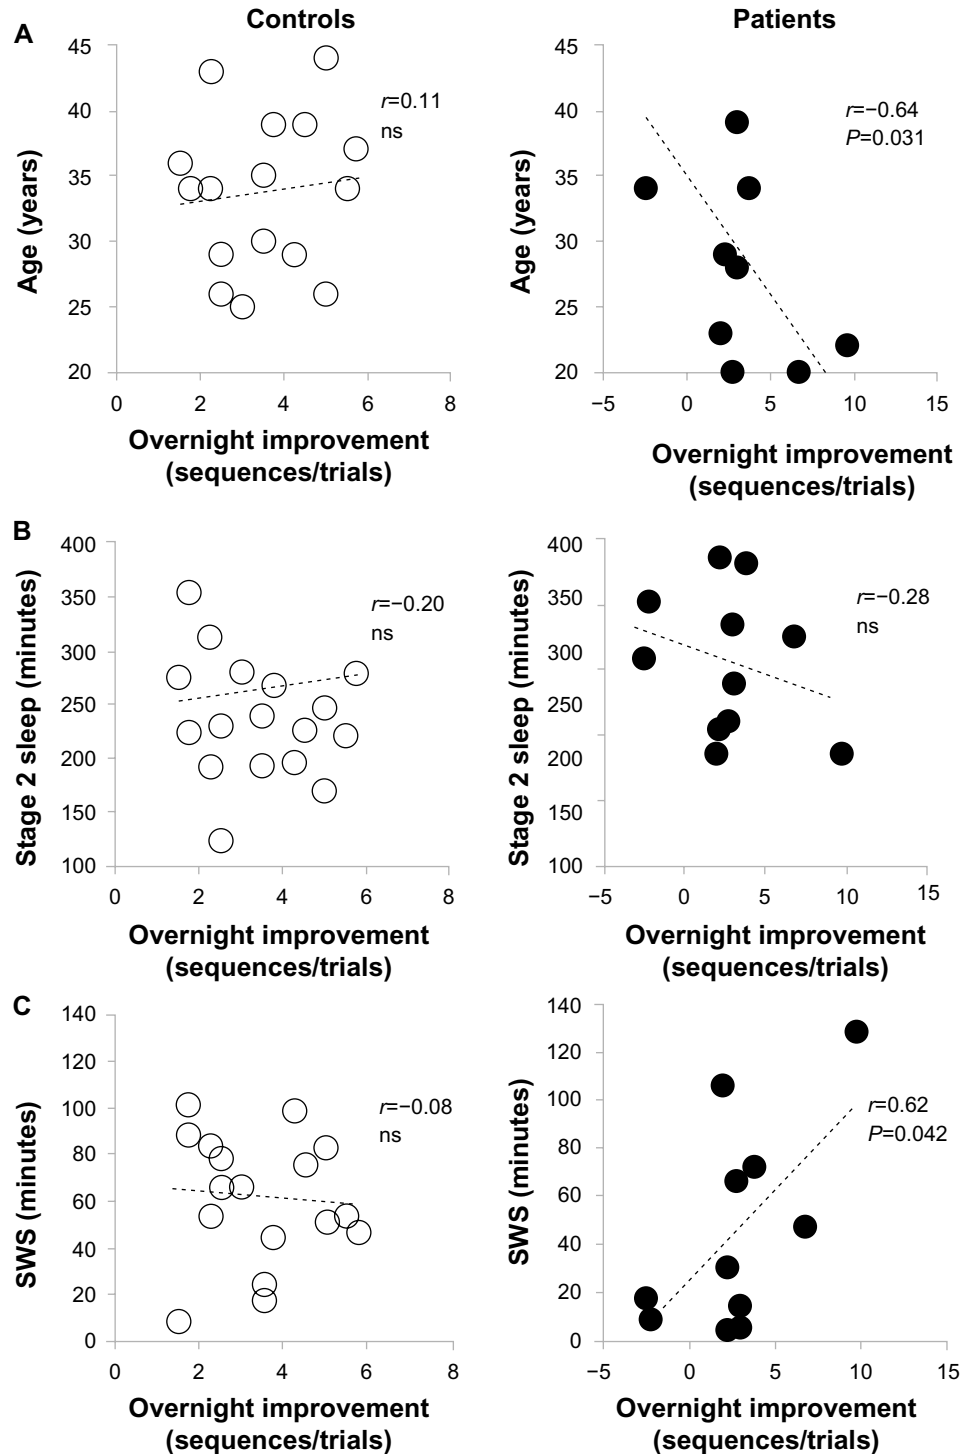 A
Controls
Patients
45
40
35
30
25
20
Age (years)
r=0.11
ns
0 2 4 6 8
Overnight improvement
(sequences/trials)
45
40
35
30
25
20
Age (years)
r=−0.64
P=0.031
−5 0 5 10 15
Overnight improvement
(sequences/trials)
B
400
350
300
250
200
150
100
Stage 2 sleep (minutes)
r=−0.20
ns
0 2 4 6 8
Overnight improvement
(sequences/trials)
400
350
300
250
200
150
100
Stage 2 sleep (minutes)
r=−0.28
ns
−5 0 5 10 15
Overnight improvement
(sequences/trials)
C
140
120
100
80
60
40
20
0
SWS (minutes)
r=−0.08
ns
0 2 4 6 8
Overnight improvement
(sequences/trials)
140
120
100
80
60
40
20
0
SWS (minutes)
r=0.62
P=0.042
−5 0 5 10 15
Overnight improvement
(sequences/trials)